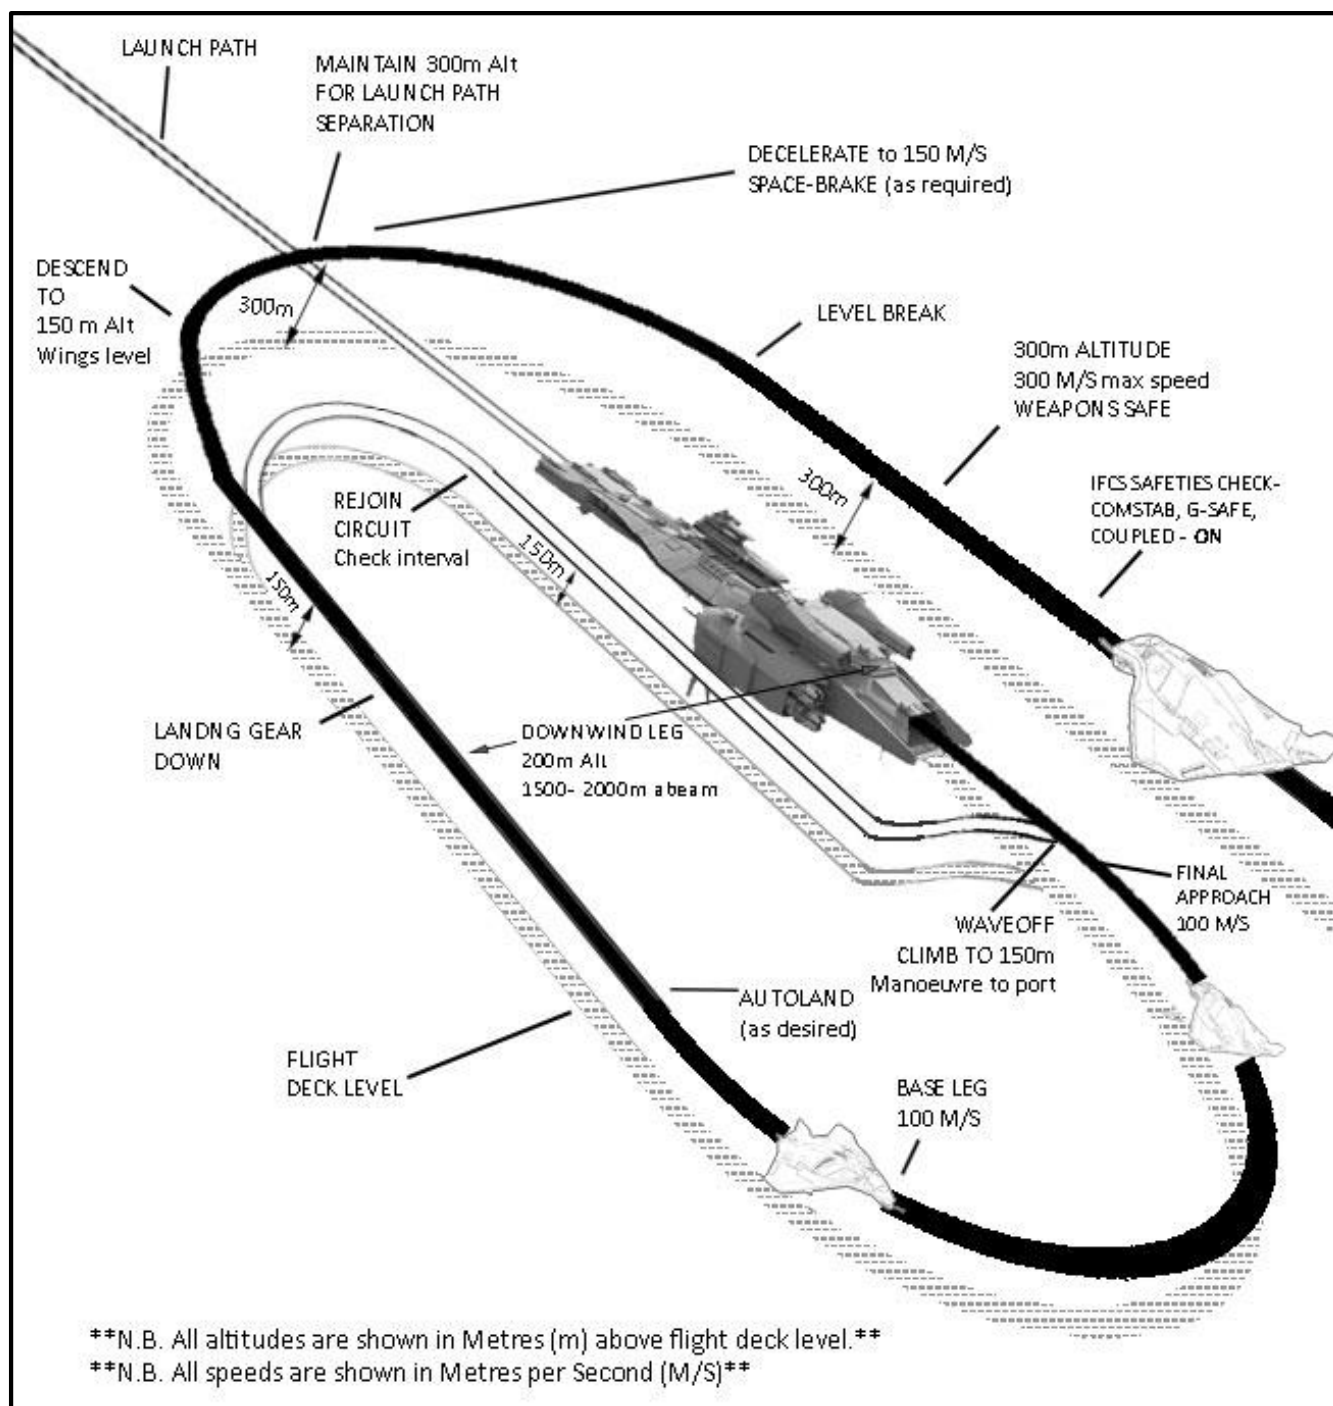 LAUNCH PATH
MAINTAIN 300m Alt
FOR LAUNCH PATH
SEPARATION
DECELERATE to 150 M/S
SPACE-BRAKE (as required)
DESCEND
TO
150 m Alt
Wings level
300m
LEVEL BREAK
300m ALTITUDE
300 M/S max speed
WEAPONS SAFE
300m
IFCS SAFETIES CHECK-
COMSTAB, G-SAFE,
COUPLED - ON
REJOIN
CIRCUIT
Check interval
150m
150m
LANDNG GEAR
DOWN
DOWNWIND LEG
200m Alt
1500- 2000m abeam
FINAL
APPROACH
100 M/S
WAVEOFF
CLIMB TO 150m
Manoeuvre to port
AUTOLAND
(as desired)
FLIGHT
DECK LEVEL
BASE LEG
100 M/S
**N.B. All altitudes are shown in Metres (m) above flight deck level.**
**N.B. All speeds are shown in Metres per Second (M/S)**